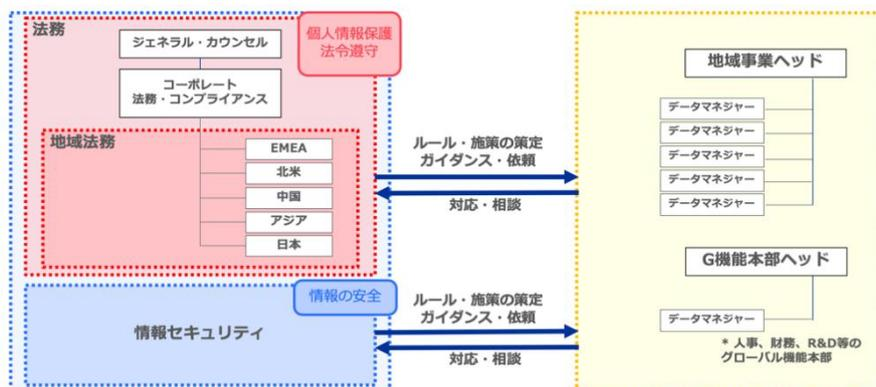 法務
ジェネラル・カウンセル
個人情報保護
法令遵守
コーポレート
法務・コンプライアンス
地域法務
EMEA
北米
中国
アジア
日本
情報の安全
情報セキュリティ
ルール・施策の策定
ガイダンス・依頼
対応・相談
ルール・施策の策定
ガイダンス・依頼
対応・相談
地域事業ヘッド
データマネジャー
データマネジャー
データマネジャー
データマネジャー
データマネジャー
G機能本部ヘッド
データマネジャー
* 人事、財務、R&D等の
グローバル機能本部